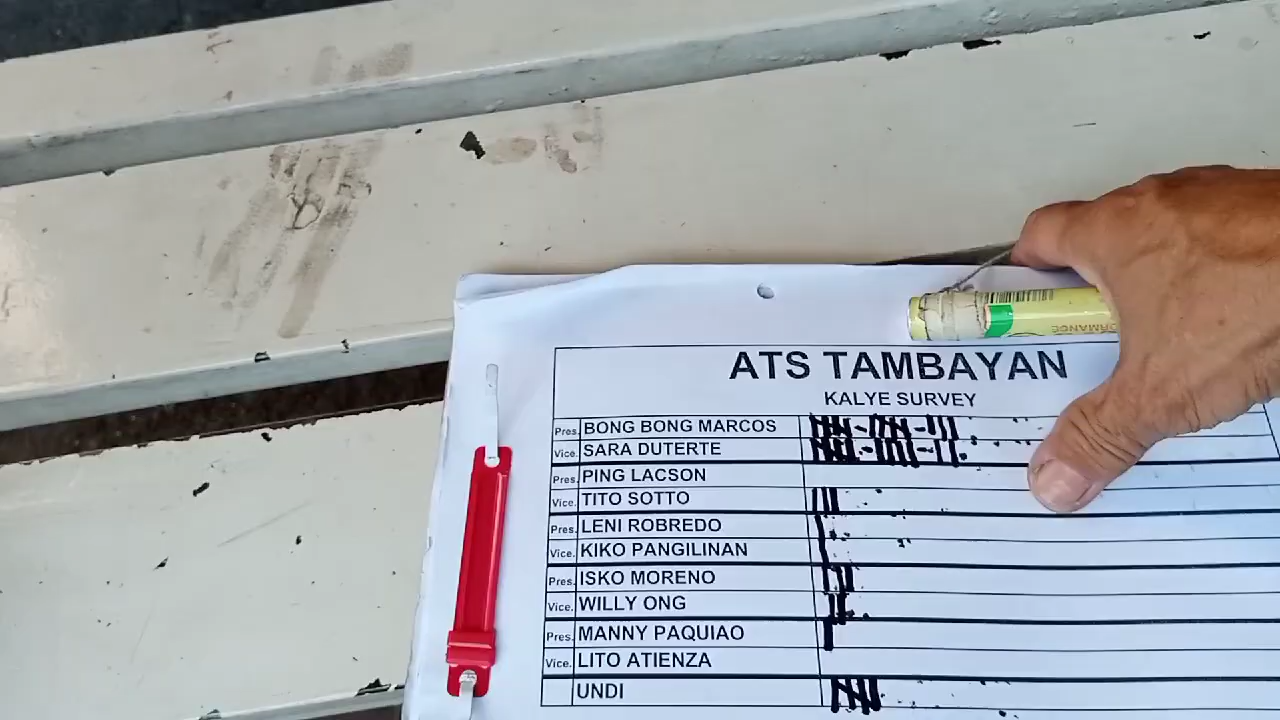 ORMANCE
ATS TAMBAYAN
KALYE SURVEY
Pres. BONG BONG MARCOS
Vice. SARA DUTERTE
Pres. PING LACSON
Vice. TITO SOTTO
Pres. LENI ROBREDO
Vice. KIKO PANGILINAN
Pres. ISKO MORENO
Vice. WILLY ONG
Pres. MANNY PAQUIAO
Vice. LITO ATIENZA
UNDI